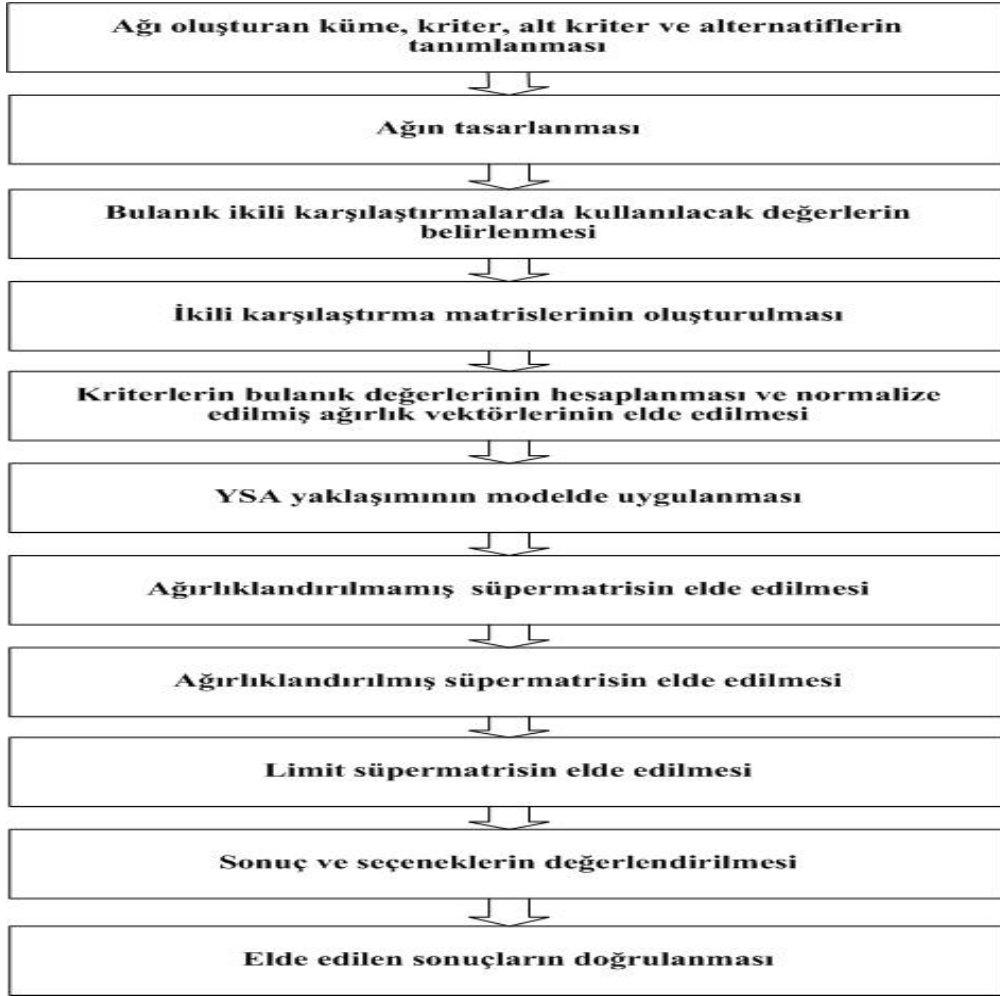 Ağı oluşturan küme, kriter, alt kriter ve alternatiflerin
tanımlanması
Ağın tasarlanması
Bulanık ikili karşılaştırmalarda kullanılacak değerlerin
belirlenmesi
İkili karşılaştırma matrislerinin oluşturulması
Kriterlerin bulanık değerlerinin hesaplanması ve normalize
edilmiş ağırlık vektörlerinin elde edilmesi
YSA yaklaşımının modelde uygulanması
Ağırlıklandırılmamış süpermatrisin elde edilmesi
Ağırlıklandırılmış süpermatrisin elde edilmesi
Limit süpermatrisin elde edilmesi
Sonuç ve seçeneklerin değerlendirilmesi
Elde edilen sonuçların doğrulanması